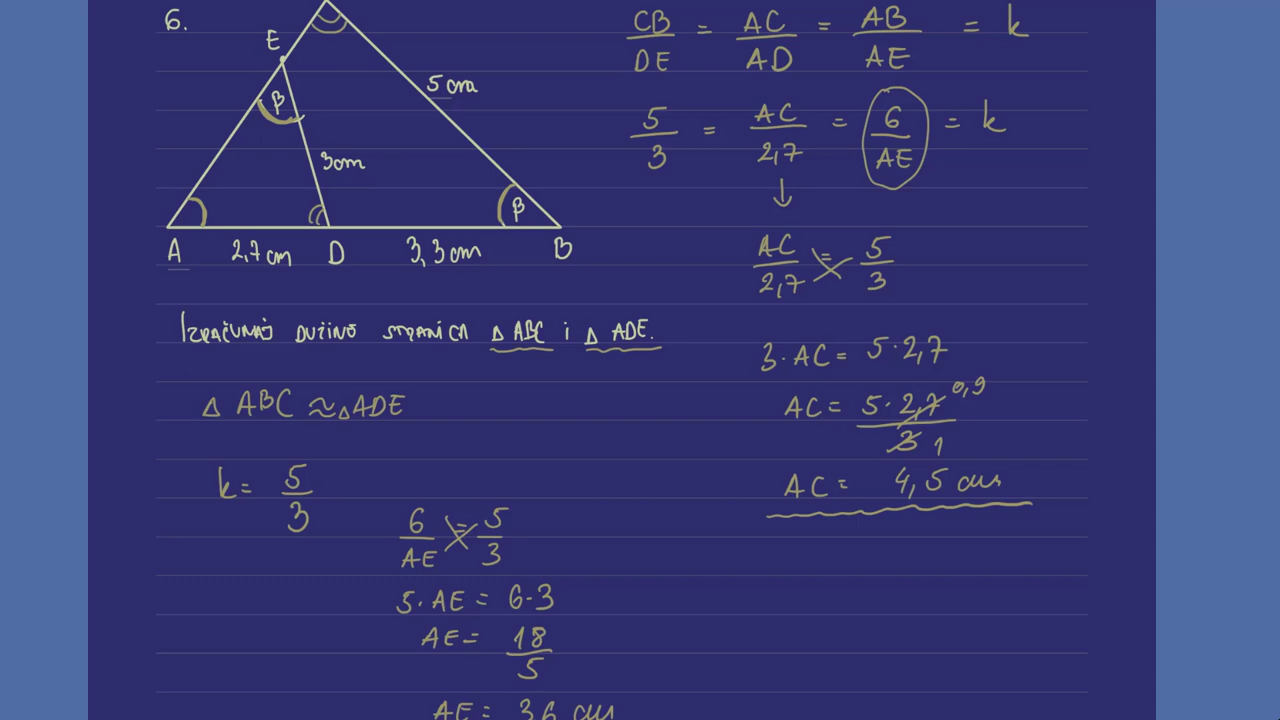 6.
E
β
5 cm
3cm
β
A 2,7 cm D 3,3 cm B
IZRAČUNAJ DUŽINU STRANICA △ ABC i △ ADE.
△ ABC ≈ △ ADE
k = 5/3
6/AE = 5/3
5 · AE = 6 · 3
AE = 18/5
AE = 3,6 cm
CB/DE = AC/AD = AB/AE = k
5/3 = AC/2,7 = 6/AE = k
↓
AC/2,7 = 5/3
3 · AC = 5 · 2,7
AC = 5 · 2,7/3 0,9 1
AC = 4,5 cm